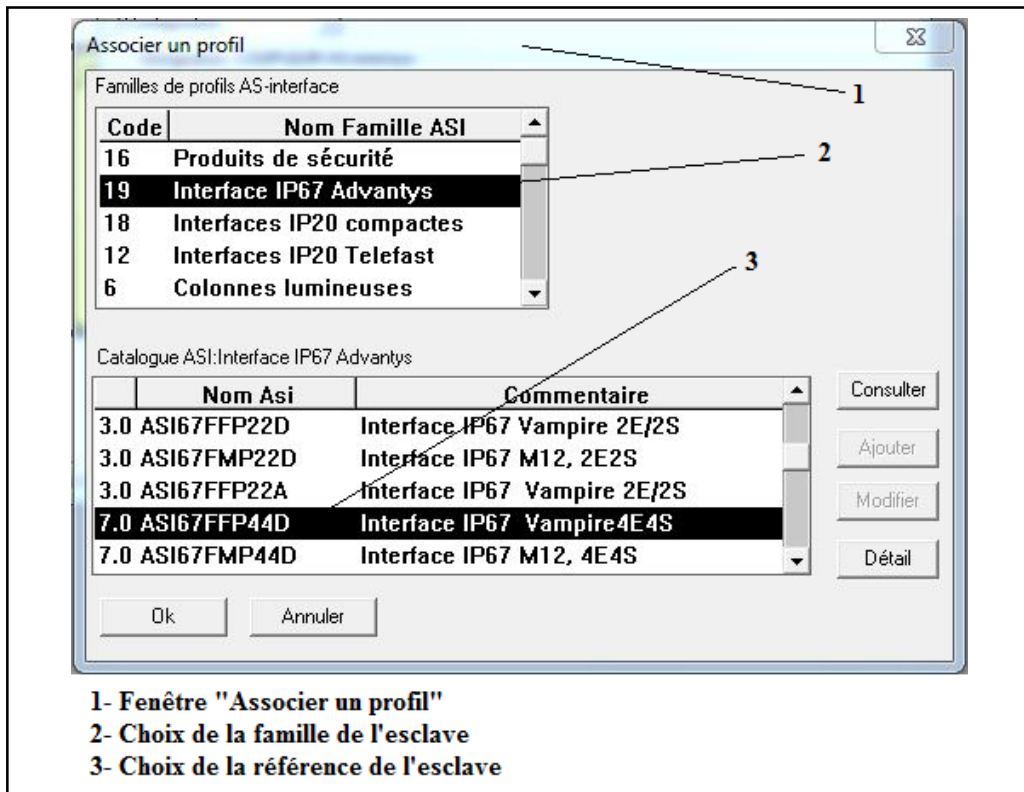 Associer un profil
Familles de profils AS-interface
1
Code Nom Famille ASI
16 Produits de sécurité
2
19 Interface IP67 Advantys
18 Interfaces IP20 compactes
12 Interfaces IP20 Telefast
3
6 Colonnes lumineuses
Catalogue ASI:Interface IP67 Advantys
Nom Asi Commentaire
Consulter
3.0 ASI67FFP22D Interface IP67 Vampire 2E/2S
3.0 ASI67FMP22D Interface IP67 M12, 2E2S
Ajouter
3.0 ASI67FFP22A Interface IP67 Vampire 2E/2S
Modifier
7.0 ASI67FFP44D Interface IP67 Vampire4E4S
7.0 ASI67FMP44D Interface IP67 M12, 4E4S
Détail
Ok Annuler
1- Fenêtre "Associer un profil"
2- Choix de la famille de l'esclave
3- Choix de la référence de l'esclave